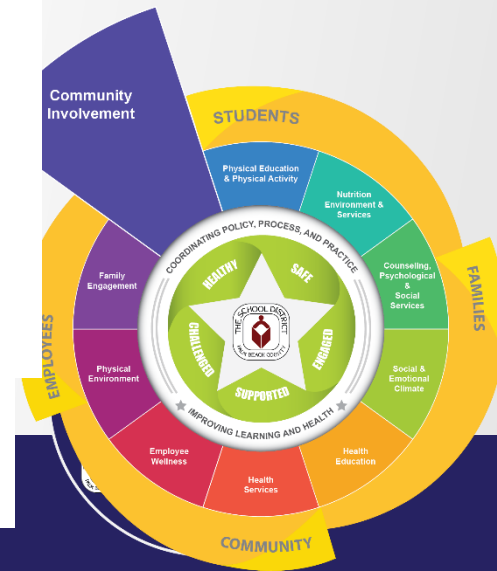 Community
Involvement
STUDENTS
Physical Education
& Physical Activity
Nutrition
Environment &
Services
Counseling,
Psychological
&
Social
Services
FAMILIES
Social &
Emotional
Climate
Health
Education
Health
Services
COMMUNITY
Employee
Wellness
Physical
Environment
EMPLOYEES
Family
Engagement
COORDINATING POLICY, PROCESS, AND PRACTICE
IMPROVING LEARNING AND HEALTH
HEALTHY
SAFE
ENGAGED
SUPPORTED
CHALLENGED
THE SCHOOL DISTRICT
PALM BEACH COUNTY